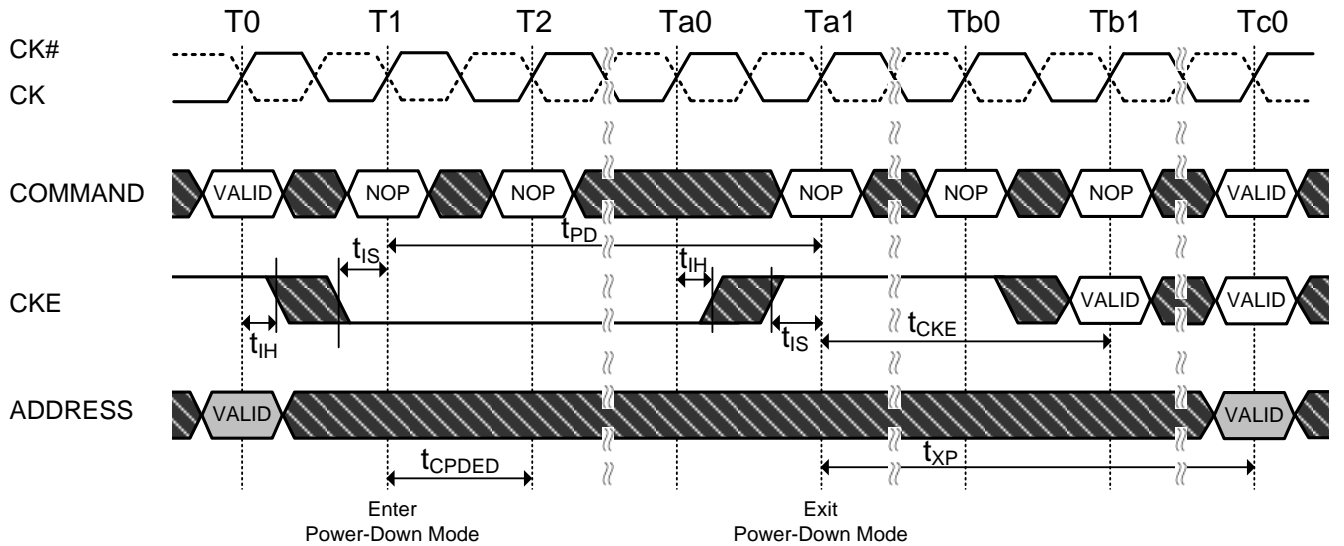 T0 T1 T2 Ta0 Ta1 Tb0 Tb1 Tc0
CK#
CK
COMMAND VALID NOP NOP NOP NOP NOP VALID
tPD
tIS tIH
CKE VALID VALID
tIH tIS tCKE
ADDRESS VALID VALID
tCPDED tXP
Enter
Power-Down Mode
Exit
Power-Down Mode